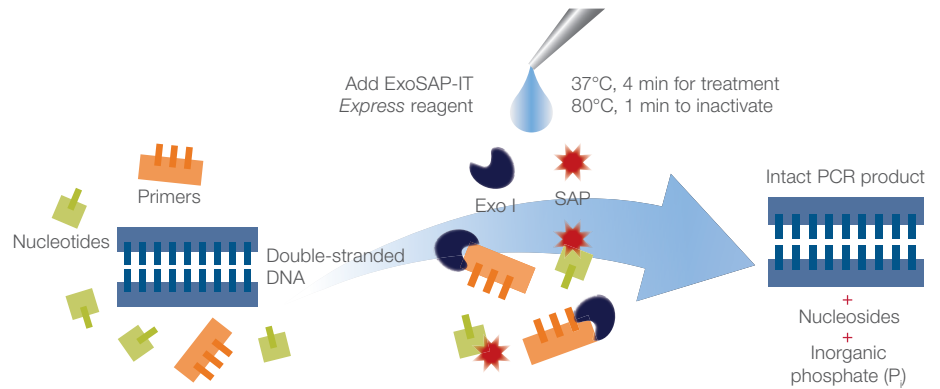 Add ExoSAP-IT
Express reagent
37°C, 4 min for treatment
80°C, 1 min to inactivate
Primers
Nucleotides
Double-stranded
DNA
Exo I
SAP
Intact PCR product
+
Nucleosides
+
Inorganic
phosphate (Pi)